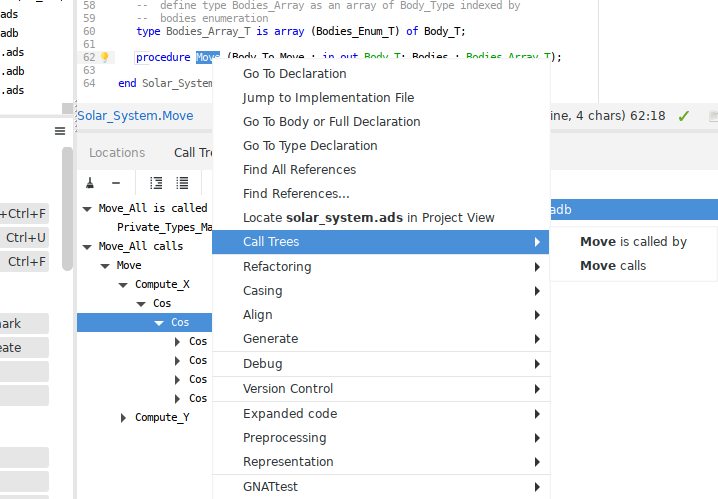 .ads
adb
.ads
.adb
.ads
58 -- define type Bodies_Array as an array of Body_Type indexed by
59 -- bodies enumeration
60 type Bodies_Array_T is array (Bodies_Enum_T) of Body_T;
61
62 procedure Move (Body_To_Move : in out Body_T; Bodies : Bodies_Array_T);
63
64 end Solar_System
Solar_System.Move
ine, 4 chars) 62:18
Locations
Call Tre
+Ctrl+F
Ctrl+U
Ctrl+F
Move_All is called
Private_Types_Ma
Move_All calls
Move
Compute_X
Cos
Cos
Cos
Cos
Cos
Cos
Compute_Y
Go To Declaration
Jump to Implementation File
Go To Body or Full Declaration
Go To Type Declaration
Find All References
Find References...
Locate solar_system.ads in Project View
Call Trees
Refactoring
Casing
Align
Generate
Debug
Version Control
Expanded code
Preprocessing
Representation
GNATtest
adb
Move is called by
Move calls